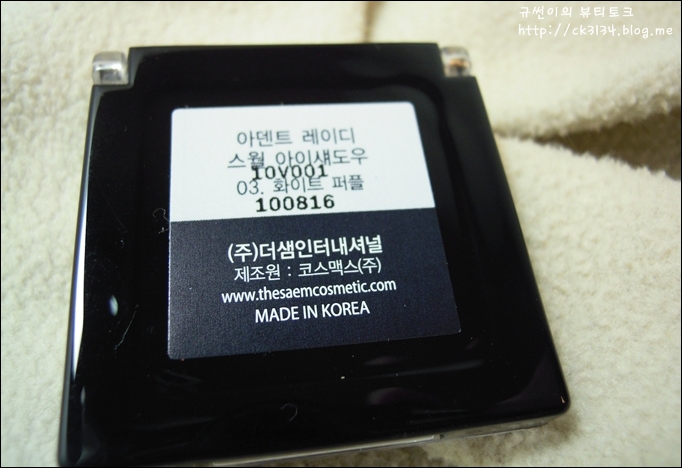 규썬이의 뷰티토크
http://ck3134.blog.me
아덴트 레이디
스월 아이섀도우
10V001
03. 화이트 퍼플
100816
(주)더샘인터내셔널
제조원 : 코스맥스(주)
www.thesaemcosmetic.com
MADE IN KOREA